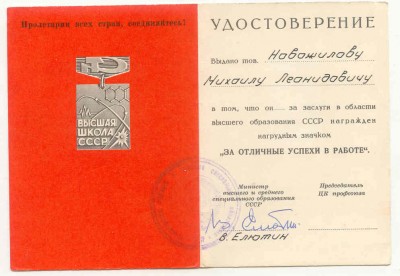 Пролетарии всех стран, соединяйтесь!
ВЫСШАЯ
ШКОЛА
СССР
УДОСТОВЕРЕНИЕ
Выдано тов. Новожилову
Михаилу Леонидовичу
в том, что он..... за заслуги в области
высшего образования СССР награжден
нагрудным значком
„ЗА ОТЛИЧНЫЕ УСПЕХИ В РАБОТЕ“.
Министр
высшего и среднего
специального образования
СССР
Председатель
ЦК профсоюза
В. Елютин